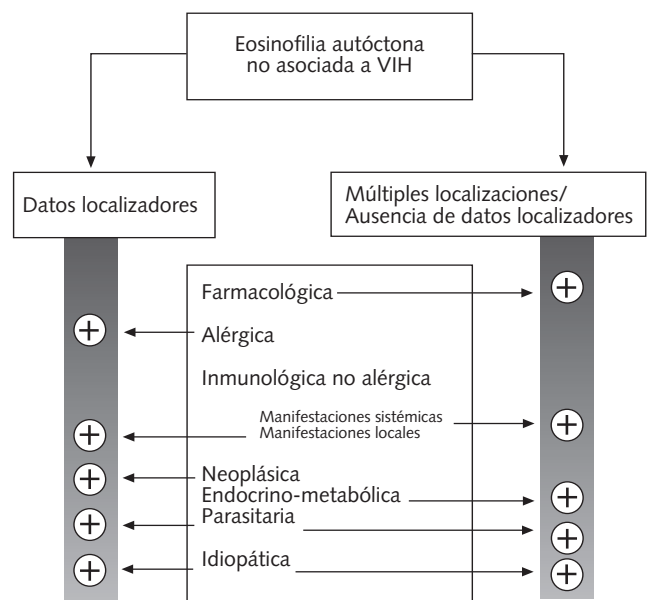 Eosinofilia autóctona
no asociada a VIH
Datos localizadores
Múltiples localizaciones/
Ausencia de datos localizadores
Farmacológica
Alérgica
Inmunológica no alérgica
Manifestaciones sistémicas
Manifestaciones locales
Neoplásica
Endocrino-metabólica
Parasitaria
Idiopática